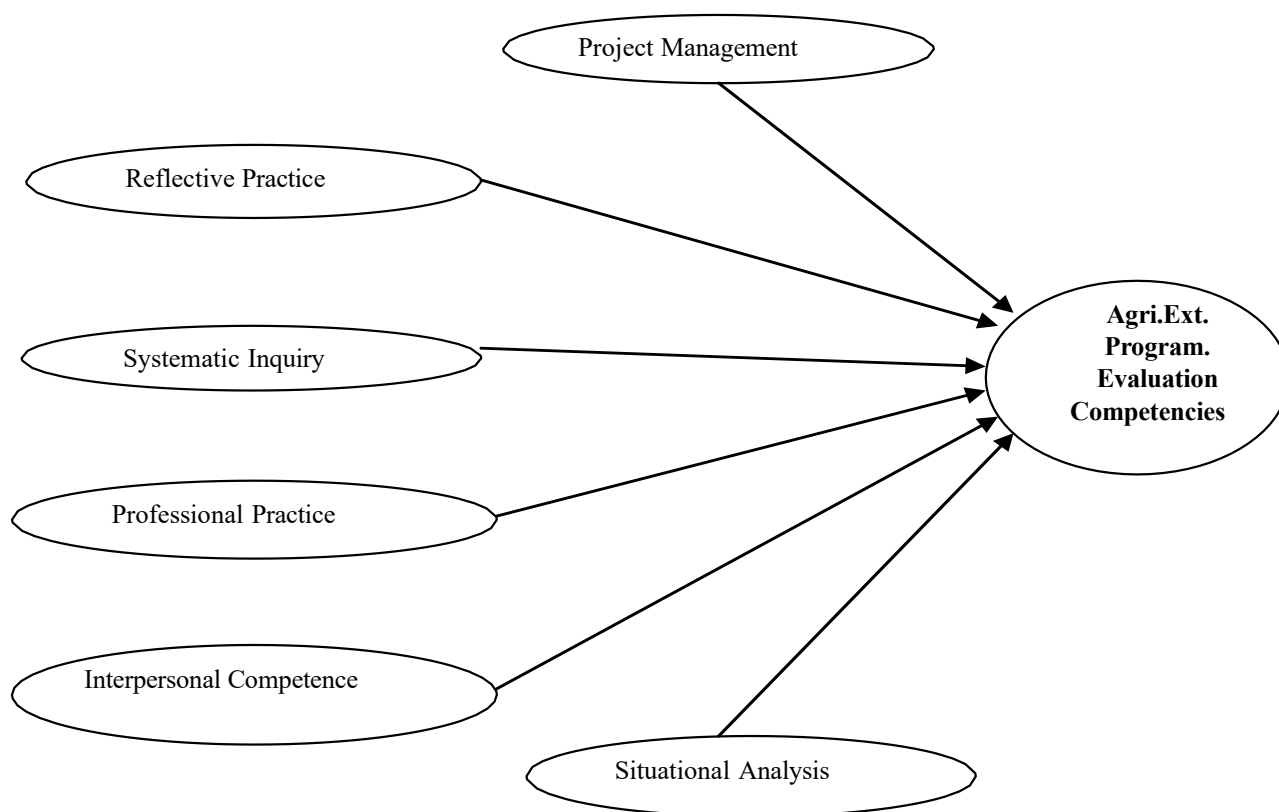 Project Management
Reflective Practice
Systematic Inquiry
Professional Practice
Interpersonal Competence
Situational Analysis
Agri.Ext.
Program.
Evaluation
Competencies